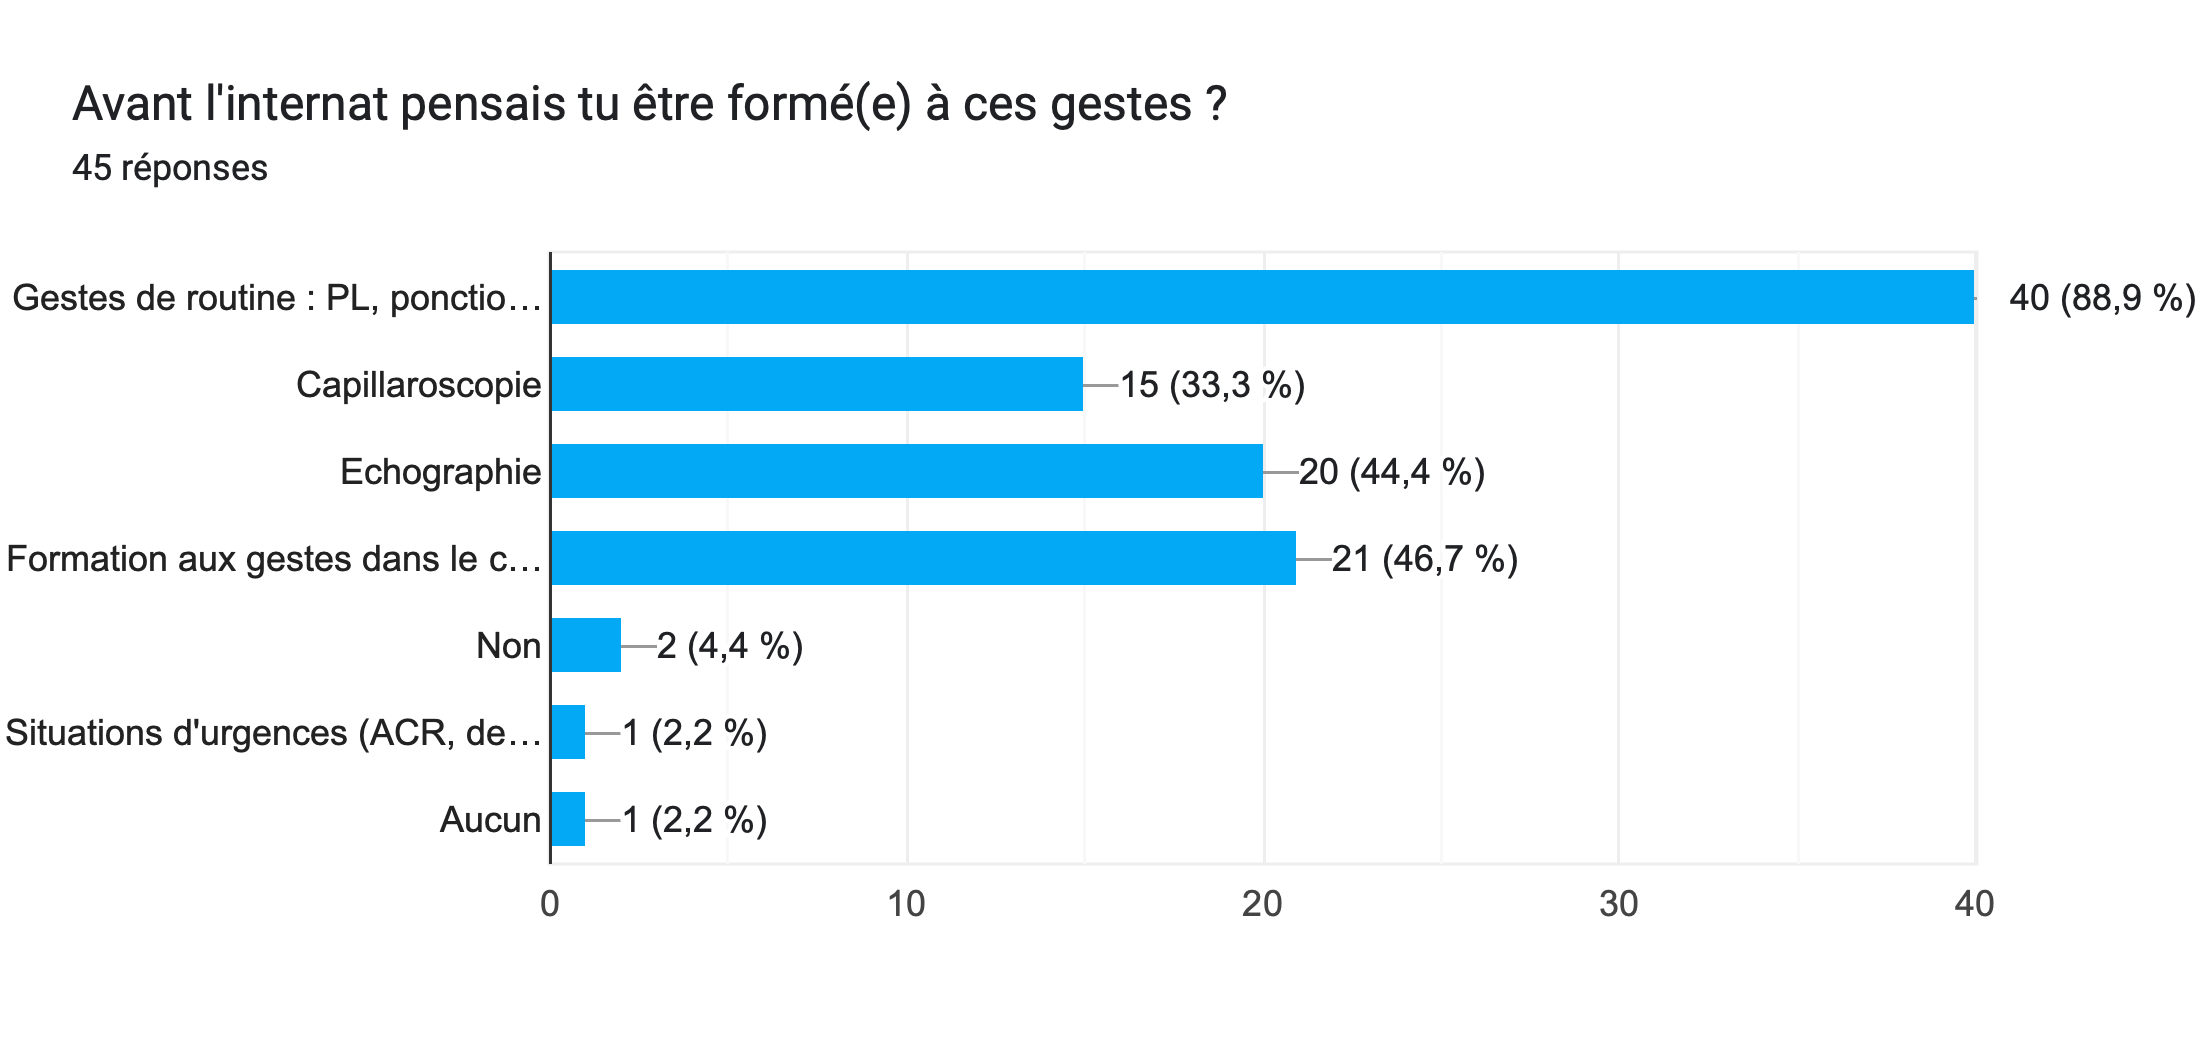 Avant l'internat pensais tu être formé(e) à ces gestes ?
45 réponses
Gestes de routine : PL, ponctio… 40 (88,9 %)
Capillaroscopie 15 (33,3 %)
Echographie 20 (44,4 %)
Formation aux gestes dans le c… 21 (46,7 %)
Non 2 (4,4 %)
Situations d'urgences (ACR, de… 1 (2,2 %)
Aucun 1 (2,2 %)
0 10 20 30 40